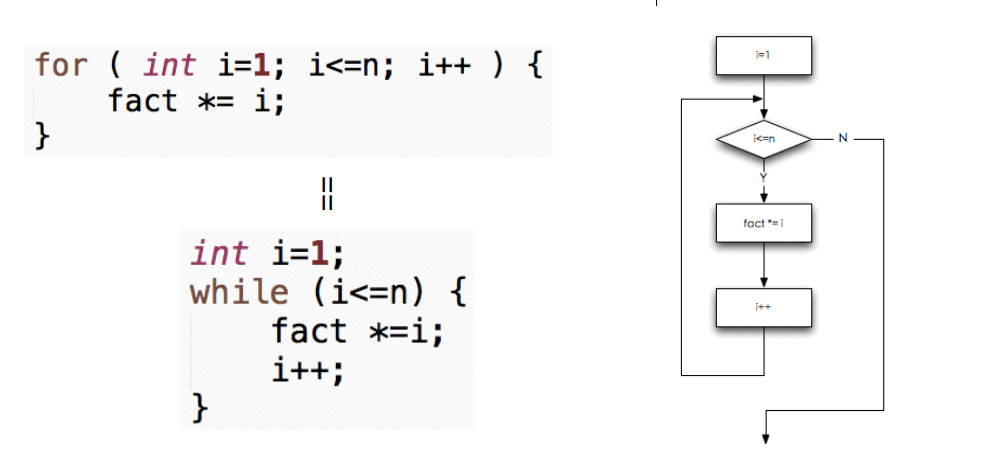 for ( int i=1; i<=n; i++ ) {
fact *= i;
}
==
int i=1;
while (i<=n) {
fact *=i;
i++;
}
i=1
i<=n
N
Y
fact *= i
i++